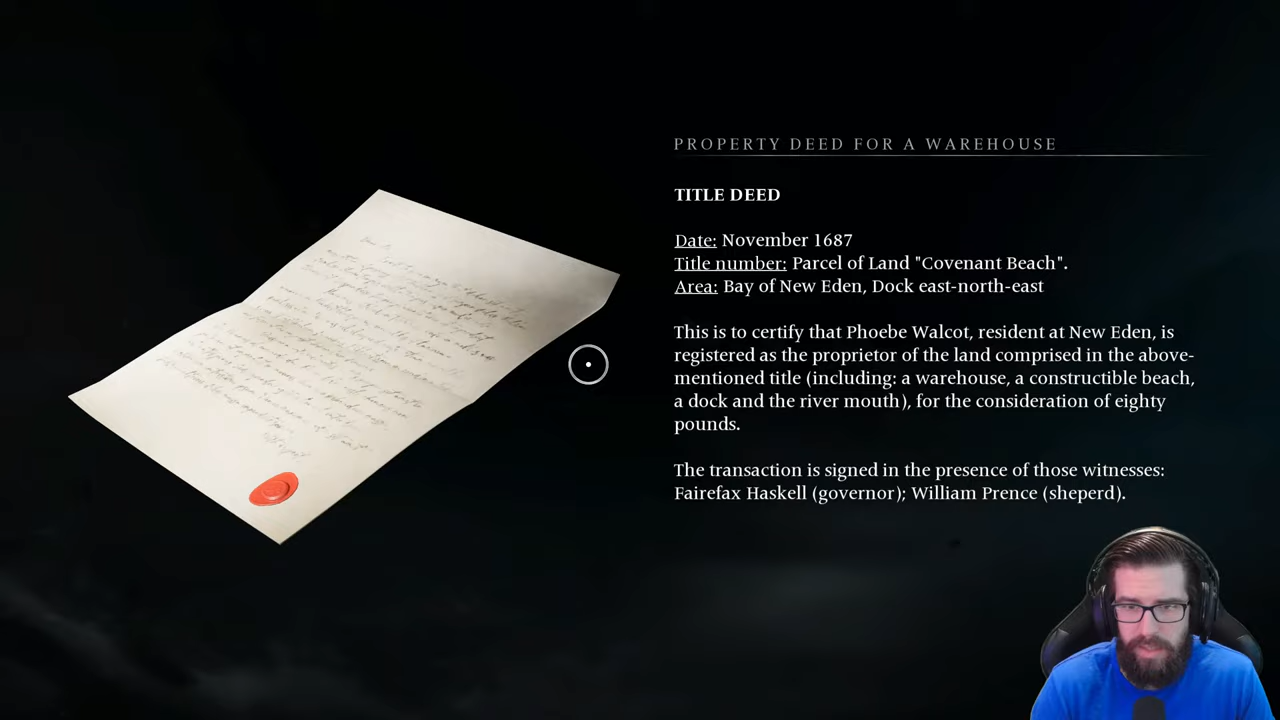 PROPERTY DEED FOR A WAREHOUSE
TITLE DEED
Date: November 1687
Title number: Parcel of Land "Covenant Beach".
Area: Bay of New Eden, Dock east-north-east
This is to certify that Phoebe Walcot, resident at New Eden, is
registered as the proprietor of the land comprised in the above-
mentioned title (including: a warehouse, a constructible beach,
a dock and the river mouth), for the consideration of eighty
pounds.
The transaction is signed in the presence of those witnesses:
Fairefax Haskell (governor); William Prence (sheperd).